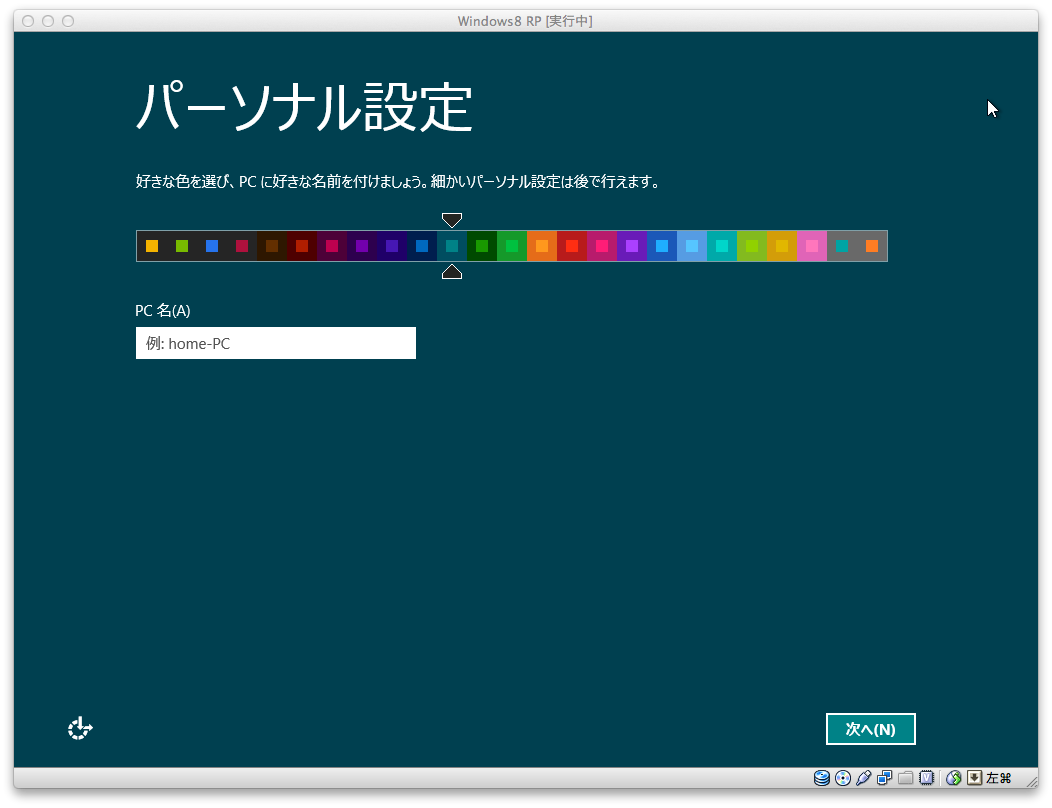 Windows8 RP [実行中]
パーソナル設定
好きな色を選び、PC に好きな名前を付けましょう。細かいパーソナル設定は後で行えます。
PC 名(A)
例: home-PC
次へ(N)
左⌘